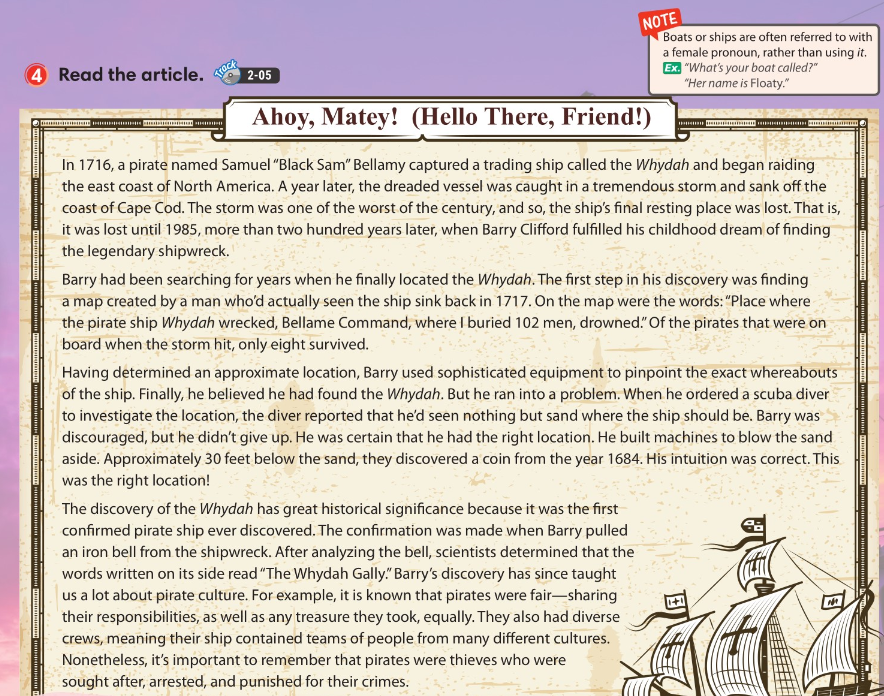 NOTE
Boats or ships are often referred to with
a female pronoun, rather than using it.
Ex. "What's your boat called?"
"Her name is Floaty."
4 Read the article. Track 2-05
Ahoy, Matey! (Hello There, Friend!)
In 1716, a pirate named Samuel "Black Sam" Bellamy captured a trading ship called the Whydah and began raiding
the east coast of North America. A year later, the dreaded vessel was caught in a tremendous storm and sank off the
coast of Cape Cod. The storm was one of the worst of the century, and so, the ship's final resting place was lost. That is,
it was lost until 1985, more than two hundred years later, when Barry Clifford fulfilled his childhood dream of finding
the legendary shipwreck.
Barry had been searching for years when he finally located the Whydah. The first step in his discovery was finding
a map created by a man who'd actually seen the ship sink back in 1717. On the map were the words: "Place where
the pirate ship Whydah wrecked, Bellame Command, where I buried 102 men, drowned." Of the pirates that were on
board when the storm hit, only eight survived.
Having determined an approximate location, Barry used sophisticated equipment to pinpoint the exact whereabouts
of the ship. Finally, he believed he had found the Whydah. But he ran into a problem. When he ordered a scuba diver
to investigate the location, the diver reported that he'd seen nothing but sand where the ship should be. Barry was
discouraged, but he didn't give up. He was certain that he had the right location. He built machines to blow the sand
aside. Approximately 30 feet below the sand, they discovered a coin from the year 1684. His intuition was correct. This
was the right location!
The discovery of the Whydah has great historical significance because it was the first
confirmed pirate ship ever discovered. The confirmation was made when Barry pulled
an iron bell from the shipwreck. After analyzing the bell, scientists determined that the
words written on its side read "The Whydah Gally." Barry's discovery has since taught
us a lot about pirate culture. For example, it is known that pirates were fair—sharing
their responsibilities, as well as any treasure they took, equally. They also had diverse
crews, meaning their ship contained teams of people from many different cultures.
Nonetheless, it's important to remember that pirates were thieves who were
sought after, arrested, and punished for their crimes.